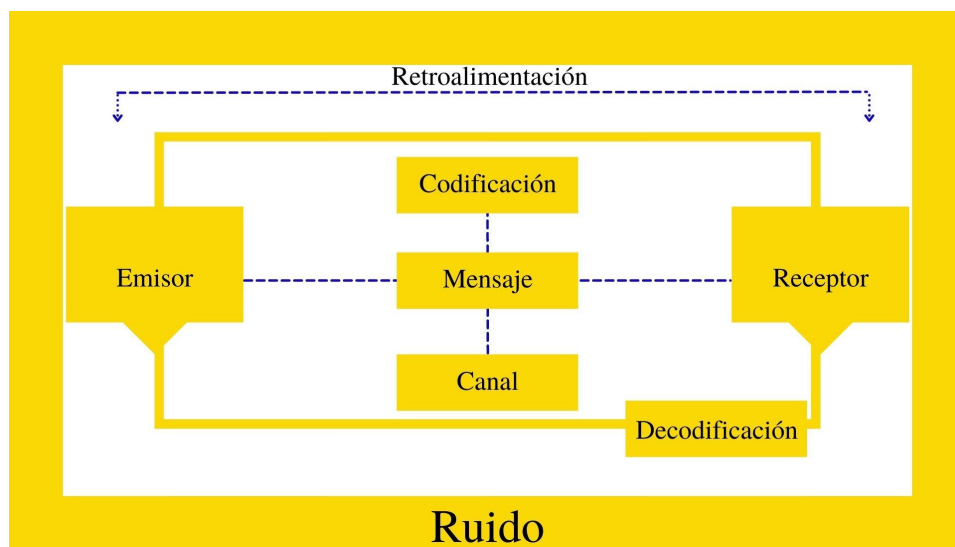 Retroalimentación
Codificación
Emisor
Mensaje
Receptor
Canal
Decodificación
Ruido